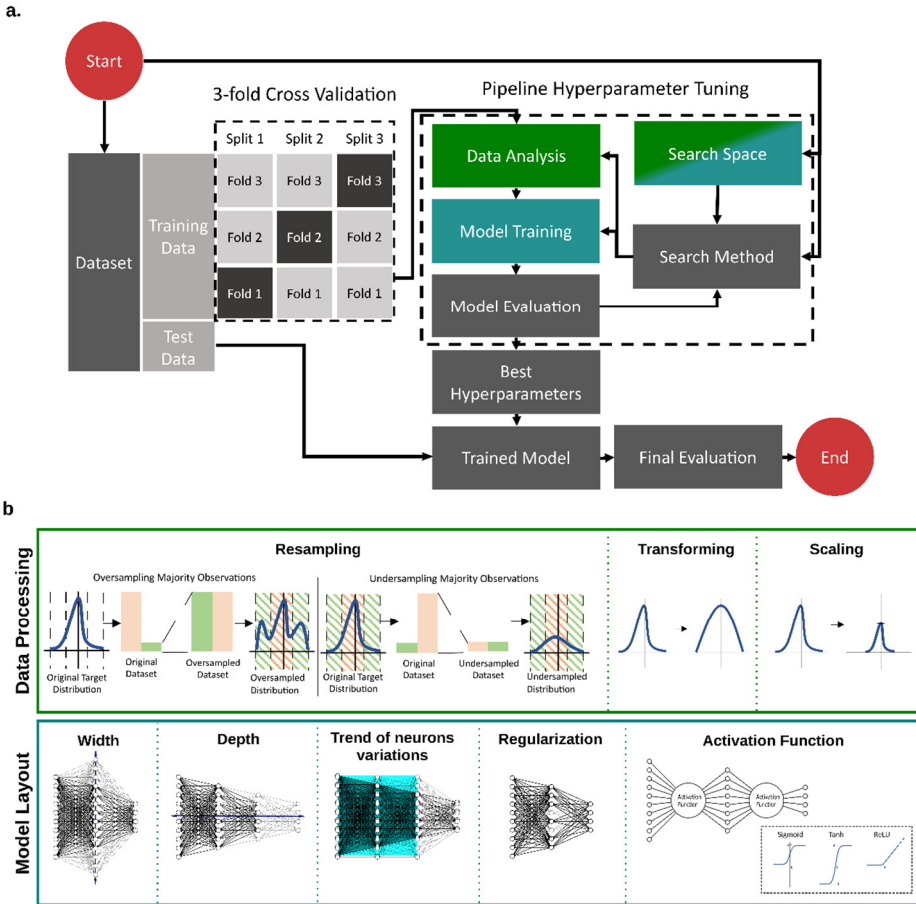 a.
Start
3-fold Cross Validation
Pipeline Hyperparameter Tuning
Split 1 Split 2 Split 3
Fold 3 Fold 3 Fold 3
Fold 2 Fold 2 Fold 2
Fold 1 Fold 1 Fold 1
Dataset
Training
Data
Test
Data
Data Analysis
Search Space
Model Training
Search Method
Model Evaluation
Best
Hyperparameters
Trained Model
Final Evaluation
End
b
Data Processing
Resampling
Transforming
Scaling
Oversampling Majority Observations
Undersampling Majority Observations
Original Target
Distribution
Original
Dataset
Oversampled
Dataset
Oversampled
Distribution
Original Target
Distribution
Original
Dataset
Undersampled
Dataset
Undersampled
Distribution
Model Layout
Width
Depth
Trend of neurons
variations
Regularization
Activation Function
Activation
Function
Activation
Function
Sigmoid Tanh ReLU